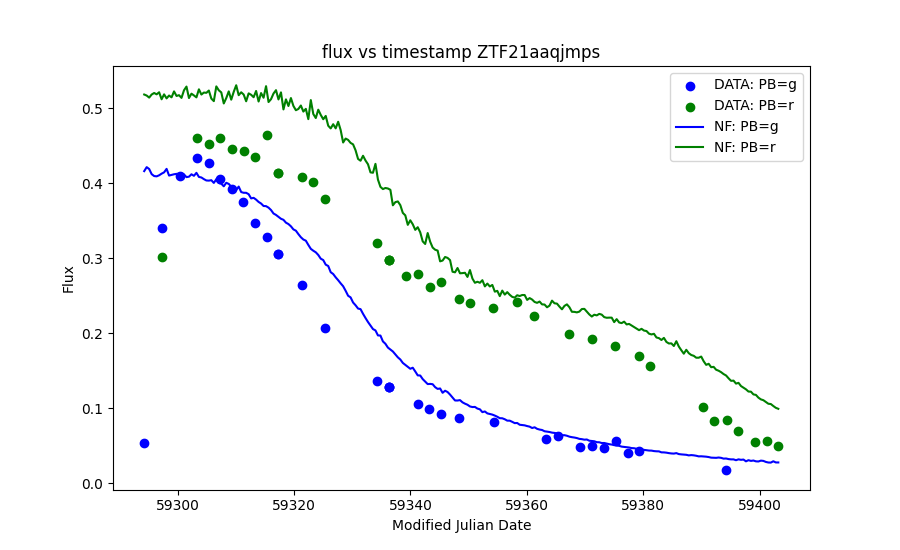 flux vs timestamp ZTF21aaqjmps
DATA: PB=g
DATA: PB=r
NF: PB=g
NF: PB=r
Flux
0.5
0.4
0.3
0.2
0.1
0.0
59300 59320 59340 59360 59380 59400
Modified Julian Date